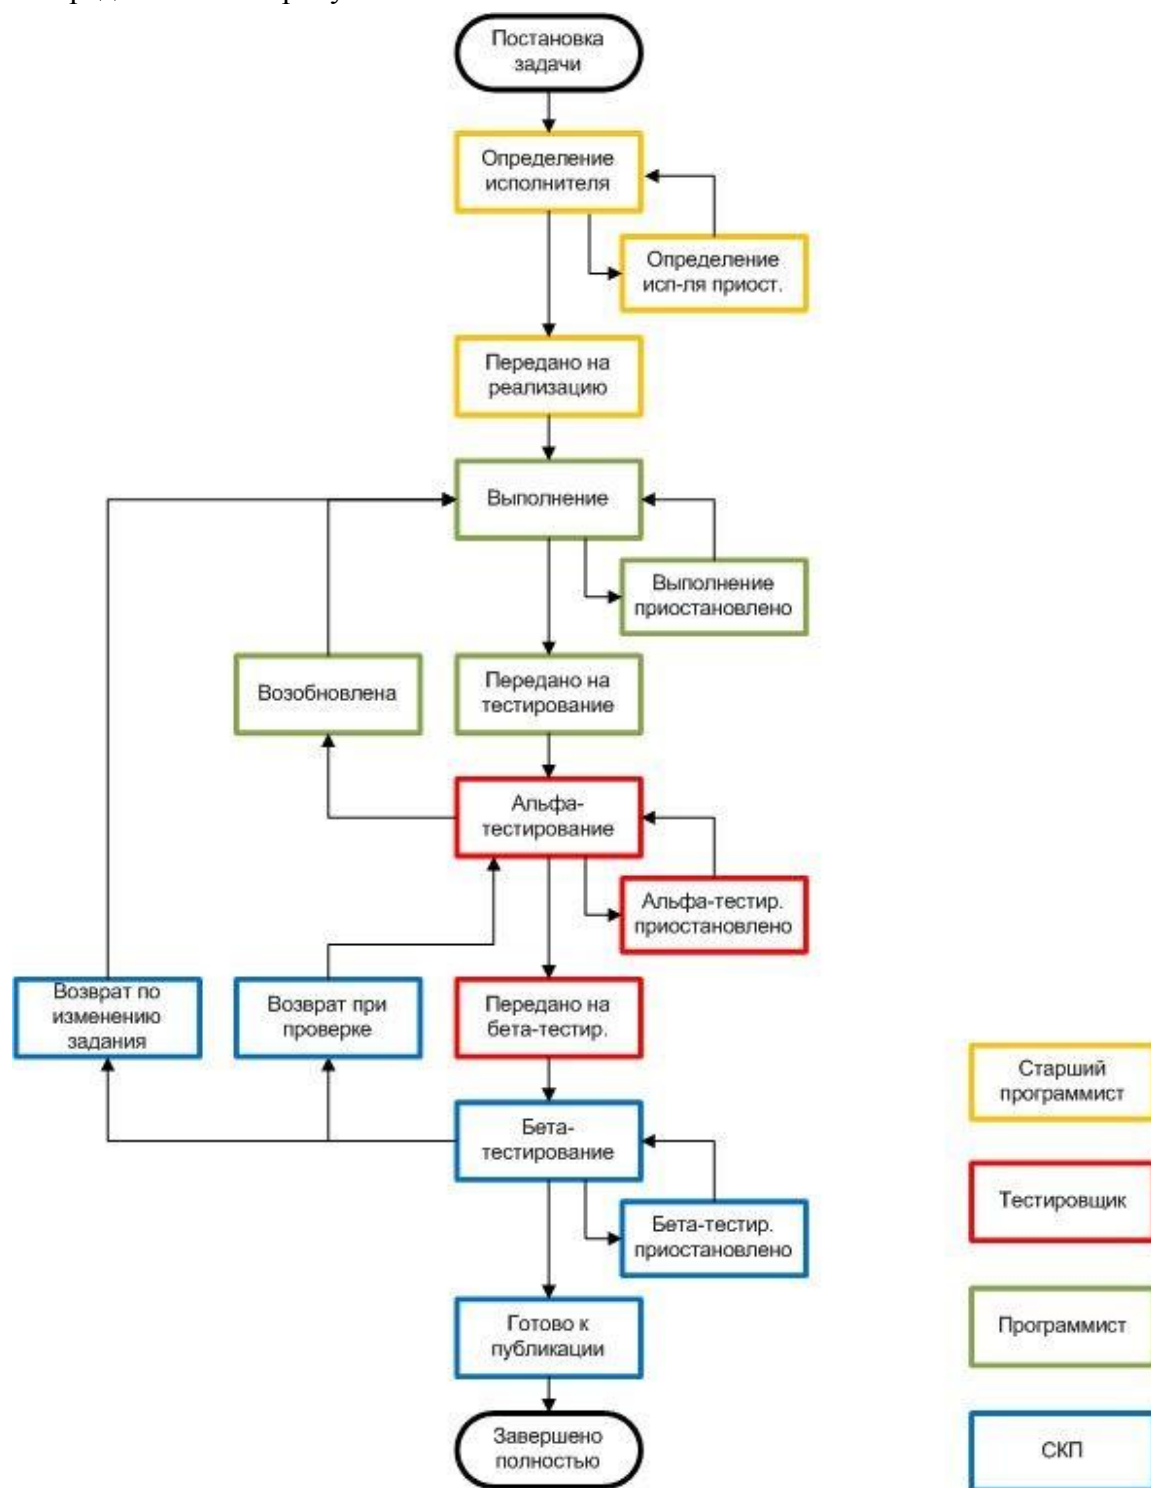 Постановка
задачи
Определение
исполнителя
Определение
исп-ля приост.
Передано на
реализацию
Выполнение
Выполнение
приостановлено
Возобновлена
Передано на
тестирование
Альфа-
тестирование
Альфа-тестир.
приостановлено
Возврат по
изменению
задания
Возврат при
проверке
Передано на
бета-тестир.
Бета-
тестирование
Бета-тестир.
приостановлено
Готово к
публикации
Завершено
полностью
Старший
программист
Тестировщик
Программист
СКП